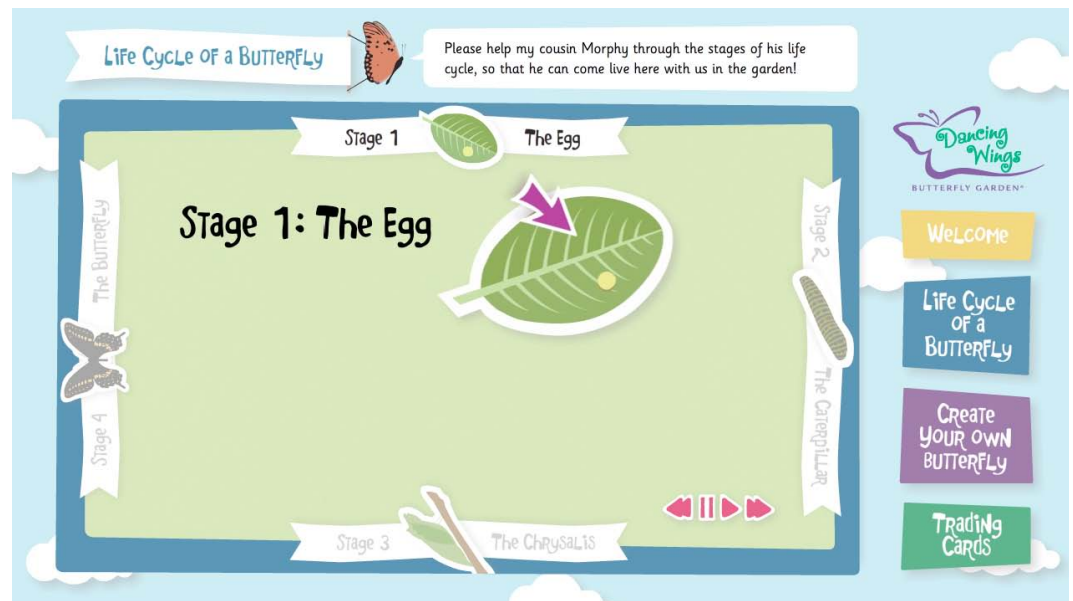 Life Cycle of a Butterfly
Please help my cousin Morphy through the stages of his life
cycle, so that he can come live here with us in the garden!
Stage 1 The Egg
Stage 1: The Egg
Stage 2 The Caterpillar
Stage 3 The Chrysalis
Stage 4 The Butterfly
Dancing
Wings
BUTTERFLY GARDEN®
Welcome
Life Cycle
of a
Butterfly
Create
Your Own
Butterfly
Trading
Cards